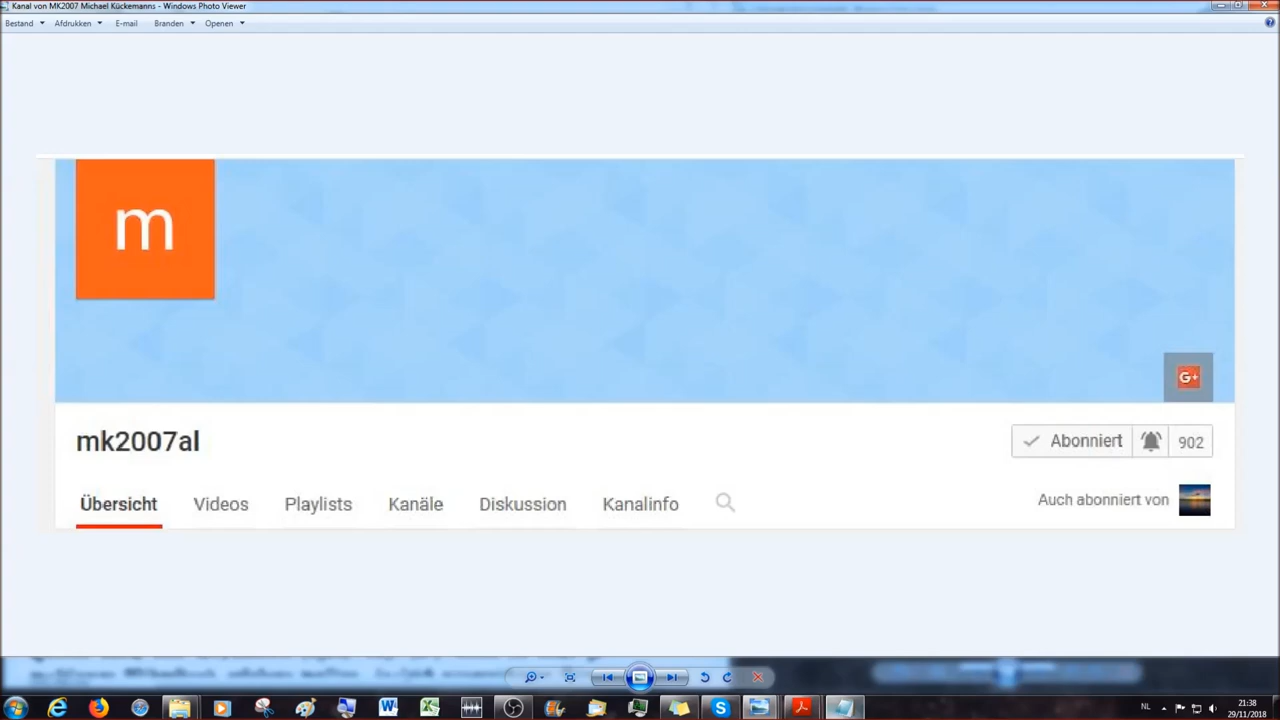 Kanal von MK2007 Michael Kückemanns - Windows Photo Viewer
Bestand Afdrukken E-mail Branden Openen
m
G+
mk2007al
Abonniert 902
Übersicht Videos Playlists Kanäle Diskussion Kanalinfo
Auch abonniert von
NL 21:38
29/11/2018